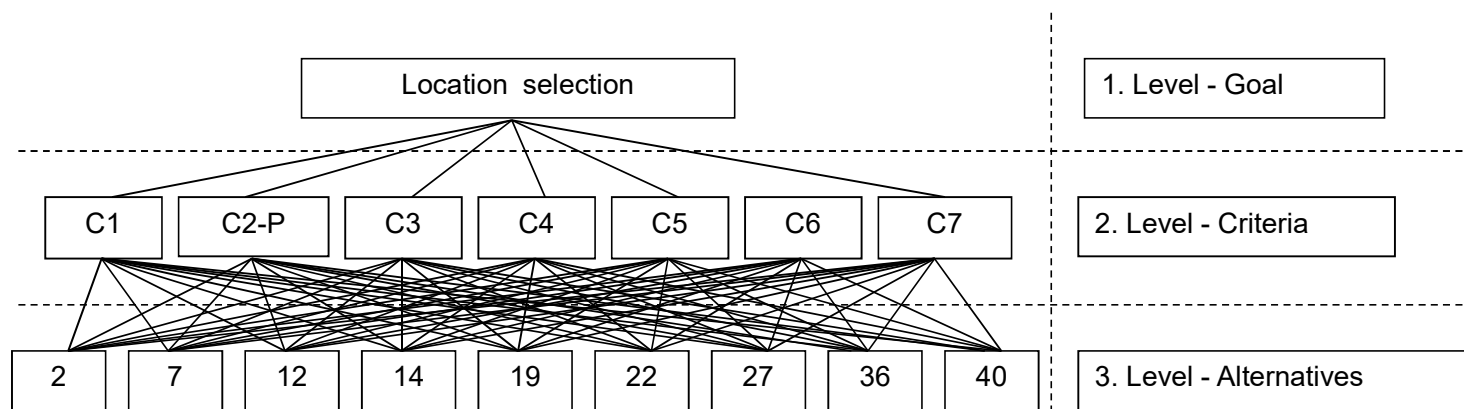 Location selection
1. Level - Goal
C1 C2-P C3 C4 C5 C6 C7
2. Level - Criteria
2 7 12 14 19 22 27 36 40
3. Level - Alternatives